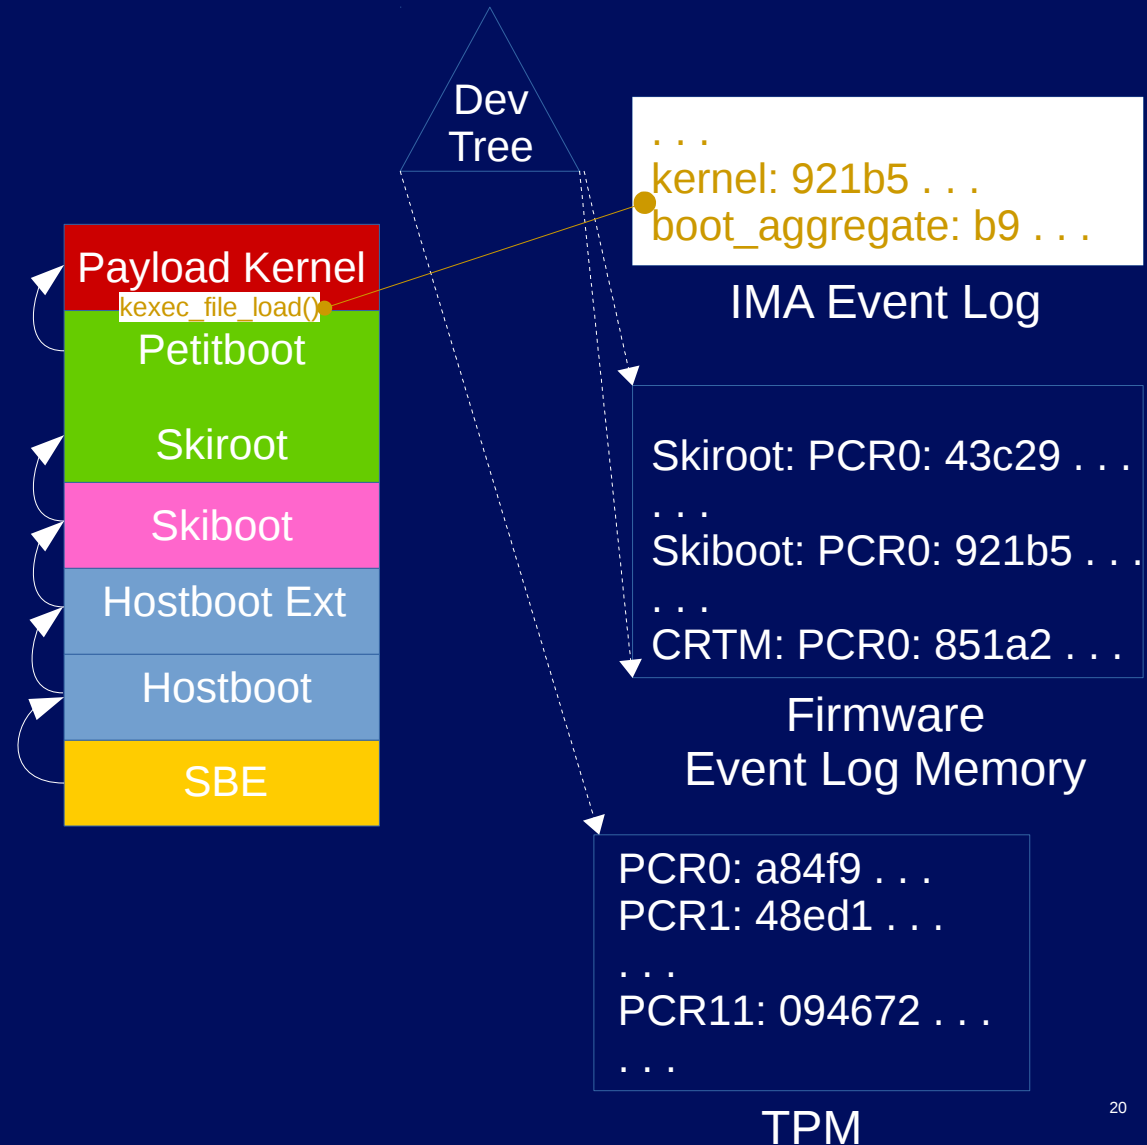 Dev
Tree
. . .
kernel: 921b5 . . .
boot_aggregate: b9 . . .
IMA Event Log
Payload Kernel
kexec_file_load()
Petitboot
Skiroot
Skiboot
Hostboot Ext
Hostboot
SBE
Skiroot: PCR0: 43c29 . . .
. . .
Skiboot: PCR0: 921b5 . . .
. . .
CRTM: PCR0: 851a2 . . .
Firmware
Event Log Memory
PCR0: a84f9 . . .
PCR1: 48ed1 . . .
. . .
PCR11: 094672 . . .
. . .
TPM
20